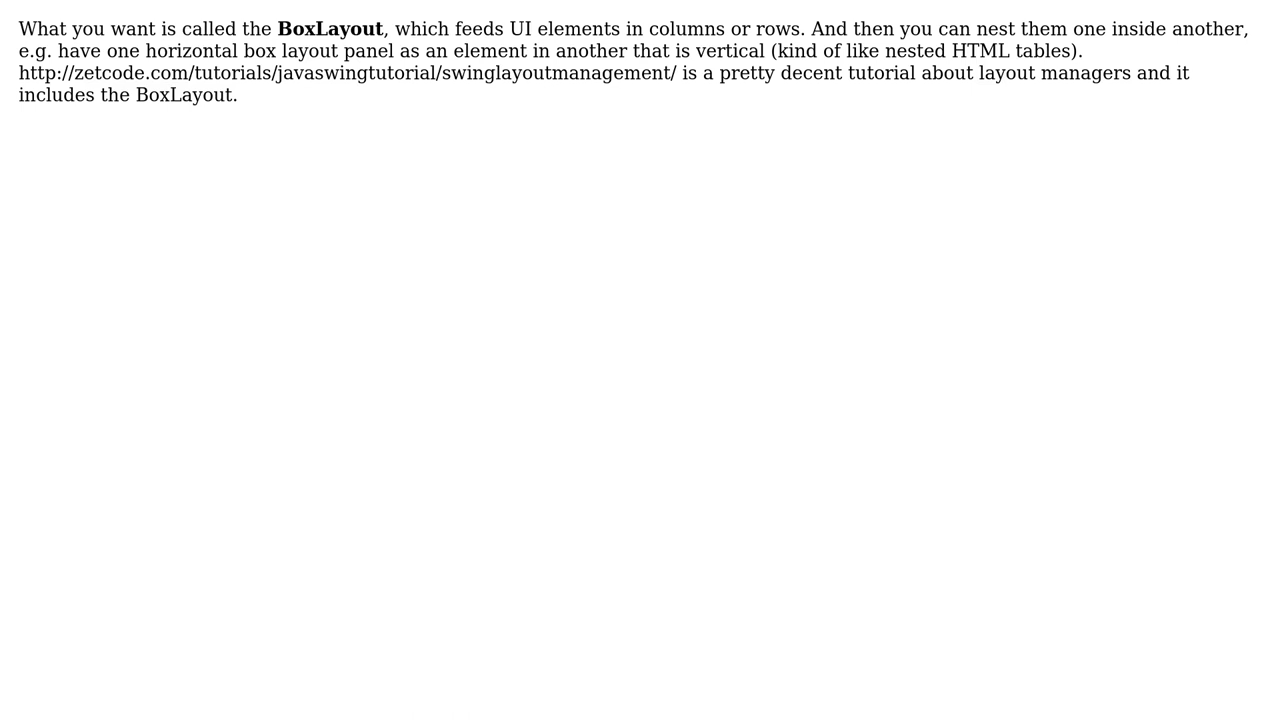 What you want is called the BoxLayout, which feeds UI elements in columns or rows. And then you can nest them one inside another,
e.g. have one horizontal box layout panel as an element in another that is vertical (kind of like nested HTML tables).
http://zetcode.com/tutorials/javaswingtutorial/swinglayoutmanagement/ is a pretty decent tutorial about layout managers and it
includes the BoxLayout.